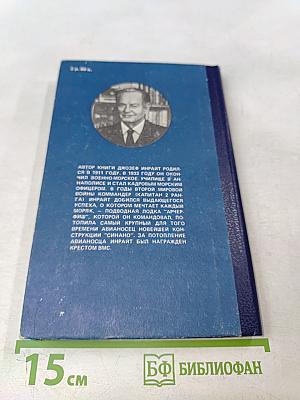 АВТОР КНИГИ ДЖОЗЕФ ИНРАЙТ РОДИЛ-
СЯ В 1911 ГОДУ. В 1933 ГОДУ ОН ОКОН-
ЧИЛ ВОЕННО-МОРСКОЕ УЧИЛИЩЕ В АН-
НАПОЛИСЕ И СТАЛ КАДРОВЫМ МОРСКИМ
ОФИЦЕРОМ. В ГОДЫ ВТОРОЙ МИРОВОЙ
ВОЙНЫ КОММАНДЕР (КАПИТАН 2 РАН-
ГА) ИНРАЙТ ДОБИЛСЯ ВЫДАЮЩЕГОСЯ
УСПЕХА, О КОТОРОМ МЕЧТАЕТ КАЖДЫЙ
МОРЯК, – ПОДВОДНАЯ ЛОДКА "АРЧЕР-
ФИШ", КОТОРОЙ ОН КОМАНДОВАЛ, ПО-
ТОПИЛА САМЫЙ КРУПНЫЙ ДЛЯ ТОГО
ВРЕМЕНИ АВИАНОСЕЦ НОВЕЙШЕЙ КОН-
СТРУКЦИИ "СИНАНО". ЗА ПОТОПЛЕНИЕ
АВИАНОСЦА ИНРАЙТ БЫЛ НАГРАЖДЕН
КРЕСТОМ ВМС.
15 см
БФ БИБЛИОФАН